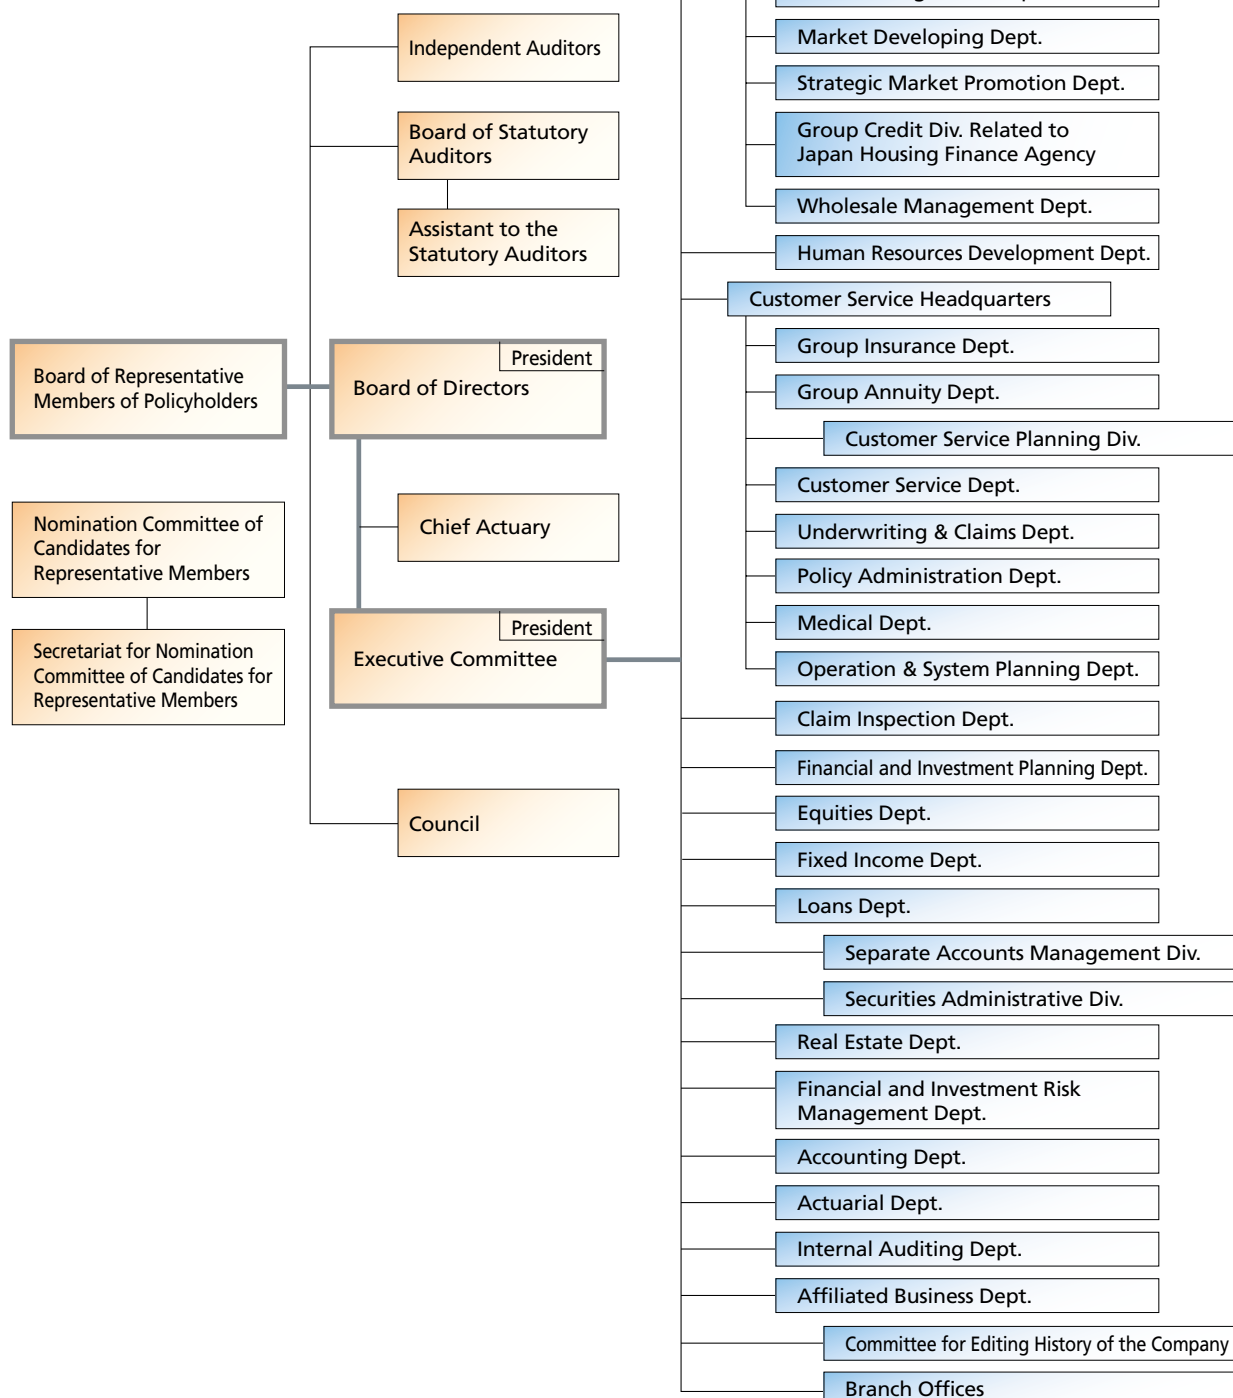 Independent Auditors
Board of Statutory
Auditors
Assistant to the
Statutory Auditors
Board of Representative
Members of Policyholders
President
Board of Directors
Nomination Committee of
Candidates for
Representative Members
Secretariat for Nomination
Committee of Candidates for
Representative Members
Chief Actuary
President
Executive Committee
Council
Market Developing Dept.
Strategic Market Promotion Dept.
Group Credit Div. Related to
Japan Housing Finance Agency
Wholesale Management Dept.
Human Resources Development Dept.
Customer Service Headquarters
Group Insurance Dept.
Group Annuity Dept.
Customer Service Planning Div.
Customer Service Dept.
Underwriting & Claims Dept.
Policy Administration Dept.
Medical Dept.
Operation & System Planning Dept.
Claim Inspection Dept.
Financial and Investment Planning Dept.
Equities Dept.
Fixed Income Dept.
Loans Dept.
Separate Accounts Management Div.
Securities Administrative Div.
Real Estate Dept.
Financial and Investment Risk
Management Dept.
Accounting Dept.
Actuarial Dept.
Internal Auditing Dept.
Affiliated Business Dept.
Committee for Editing History of the Company
Branch Offices